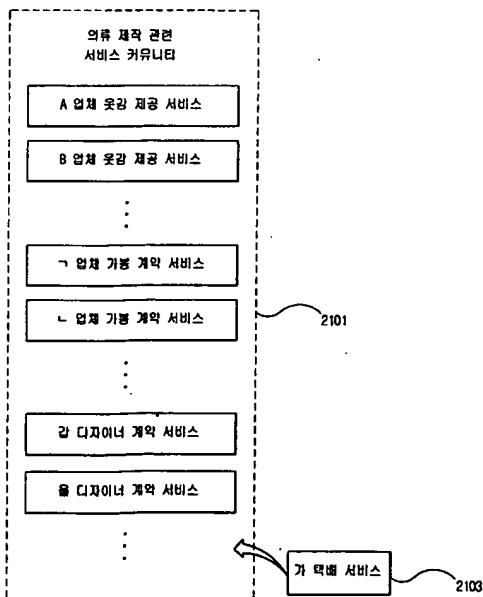 의류 제작 관련
서비스 커뮤니티
A 업체 옷감 제공 서비스
B 업체 옷감 제공 서비스
ㄱ 업체 가봉 계약 서비스
ㄴ 업체 가봉 계약 서비스
2101
갑 디자이너 계약 서비스
을 디자이너 계약 서비스
가 택배 서비스
2103